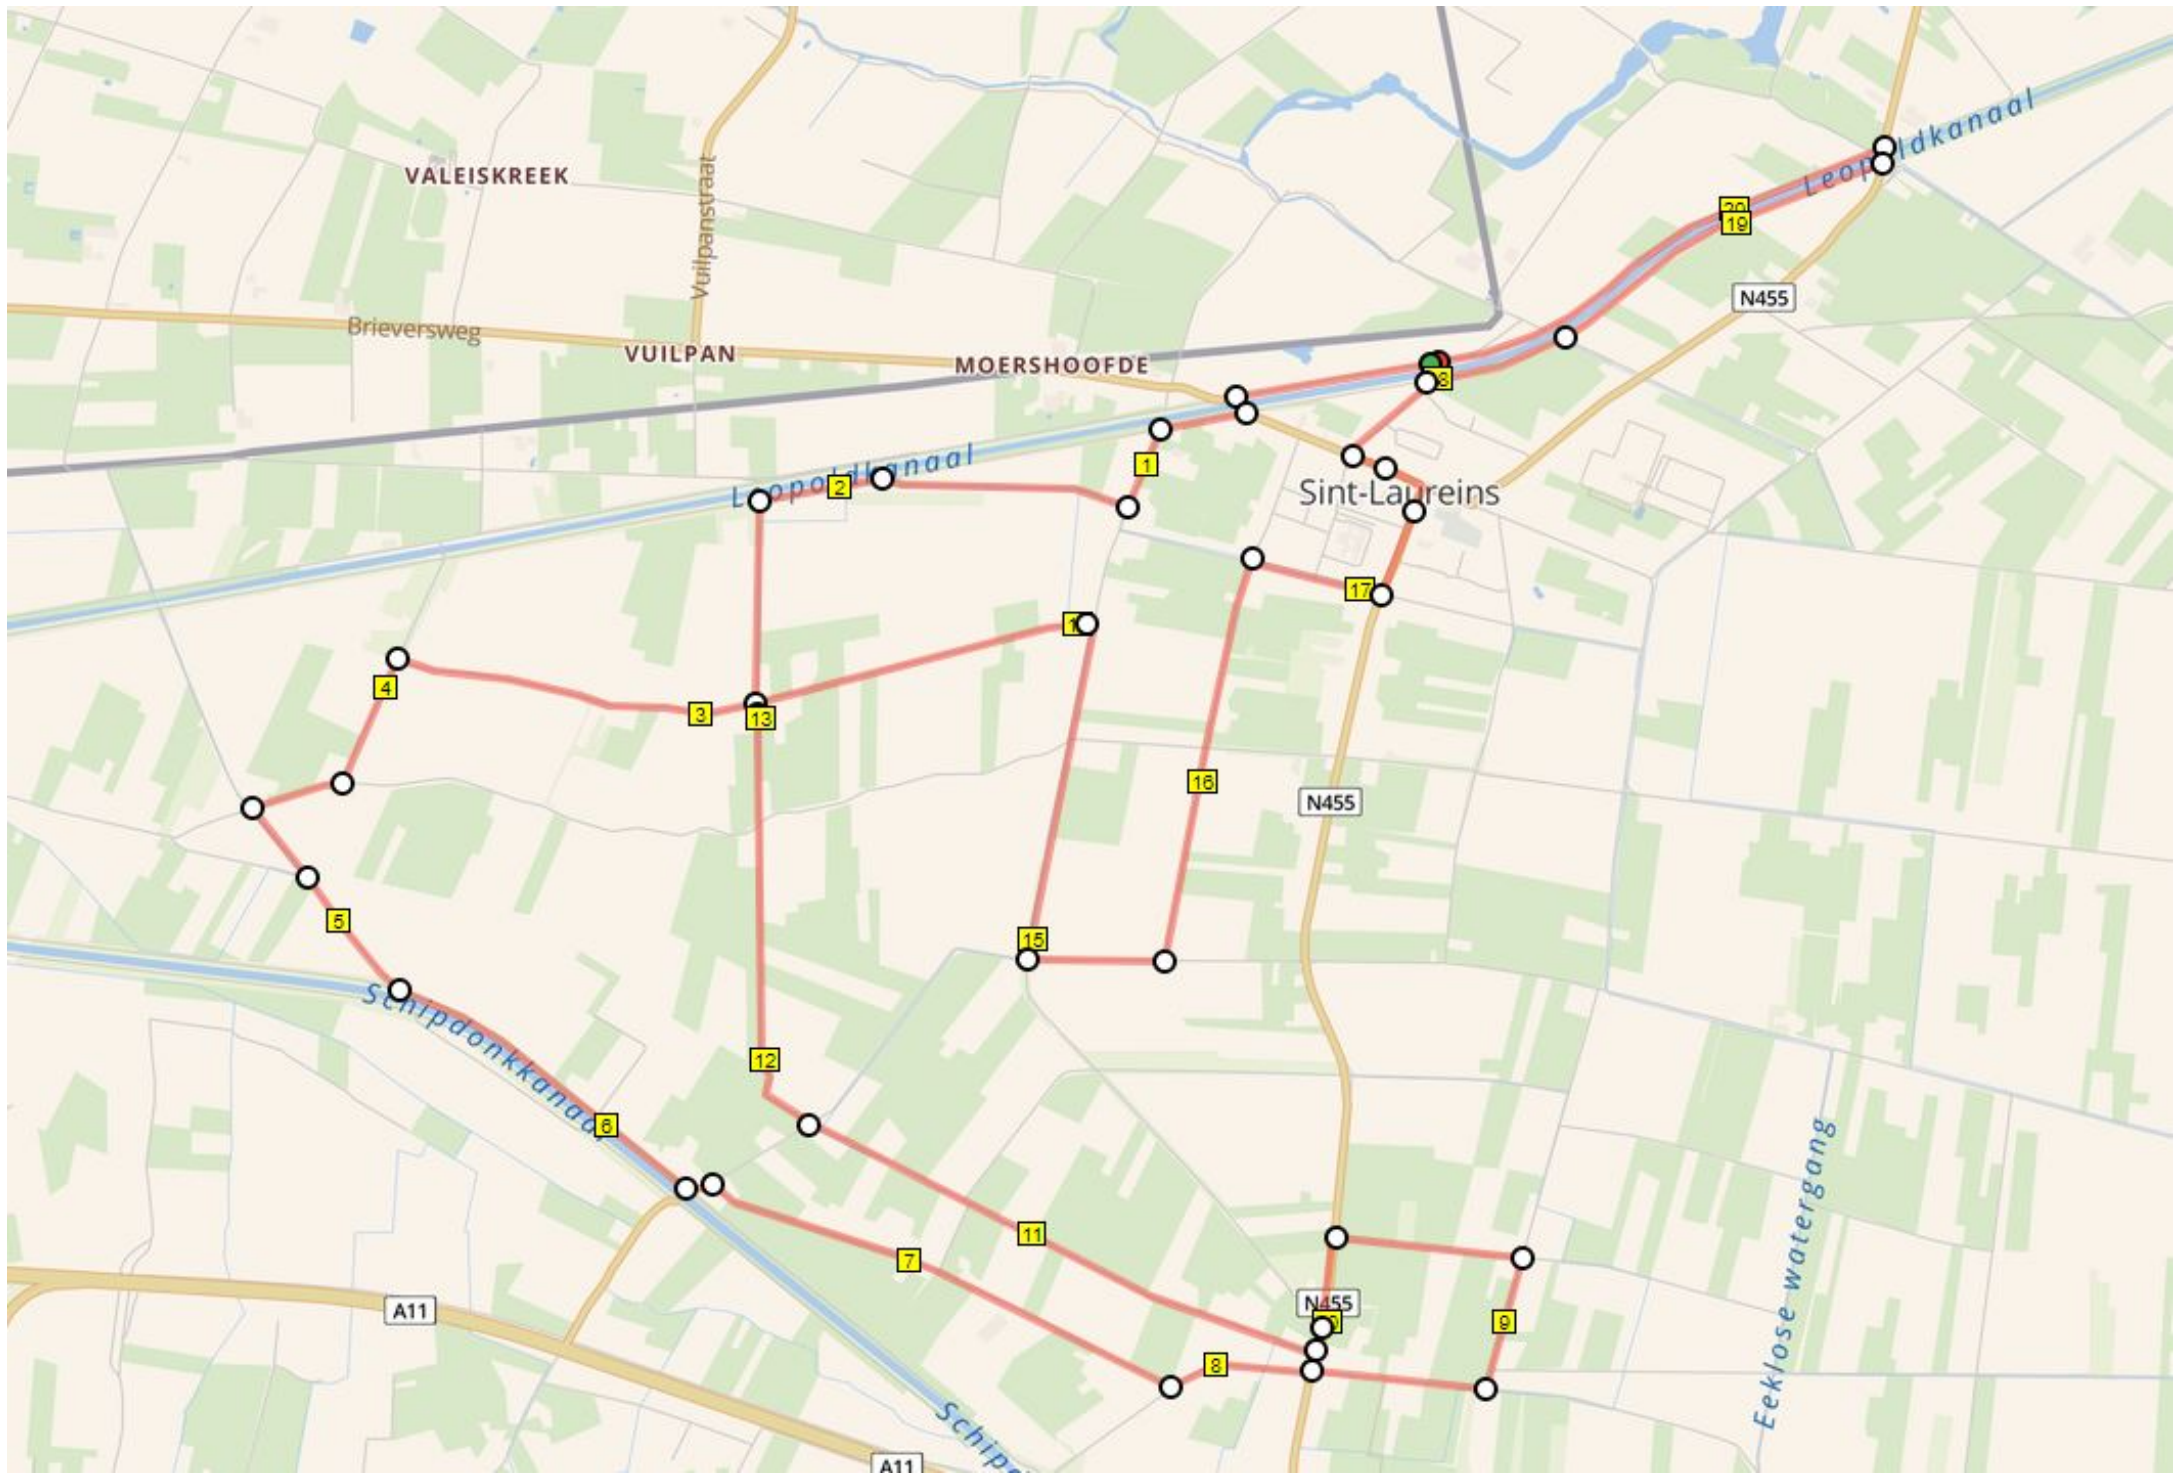 Leopoldkanaal
VALEISKREEK
Vuilpanstraat
20
19
N455
Brieversweg
VUILPAN
MOERSHOOFDE
Leopoldkanaal
1
2
Sint-Laureins
17
4
3
13
16
N455
5
15
Schipdonkkanaal
12
6
Eeklose watergang
11
7
N455
9
A11
8
A11